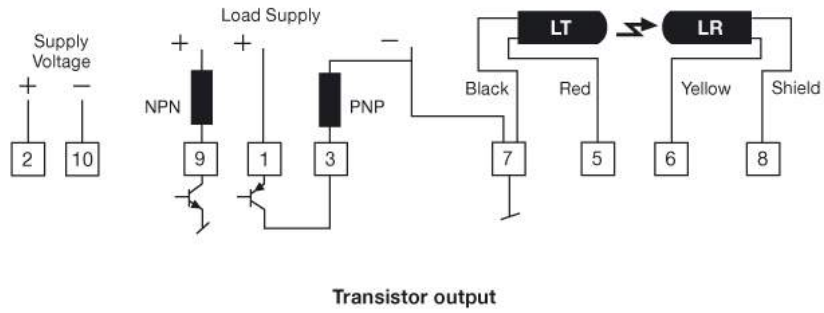 Load Supply
Supply
Voltage
+ −
+ +
−
LT LR
NPN
PNP
Black Red Yellow Shield
2 10 9 1 3 7 5 6 8
Transistor output